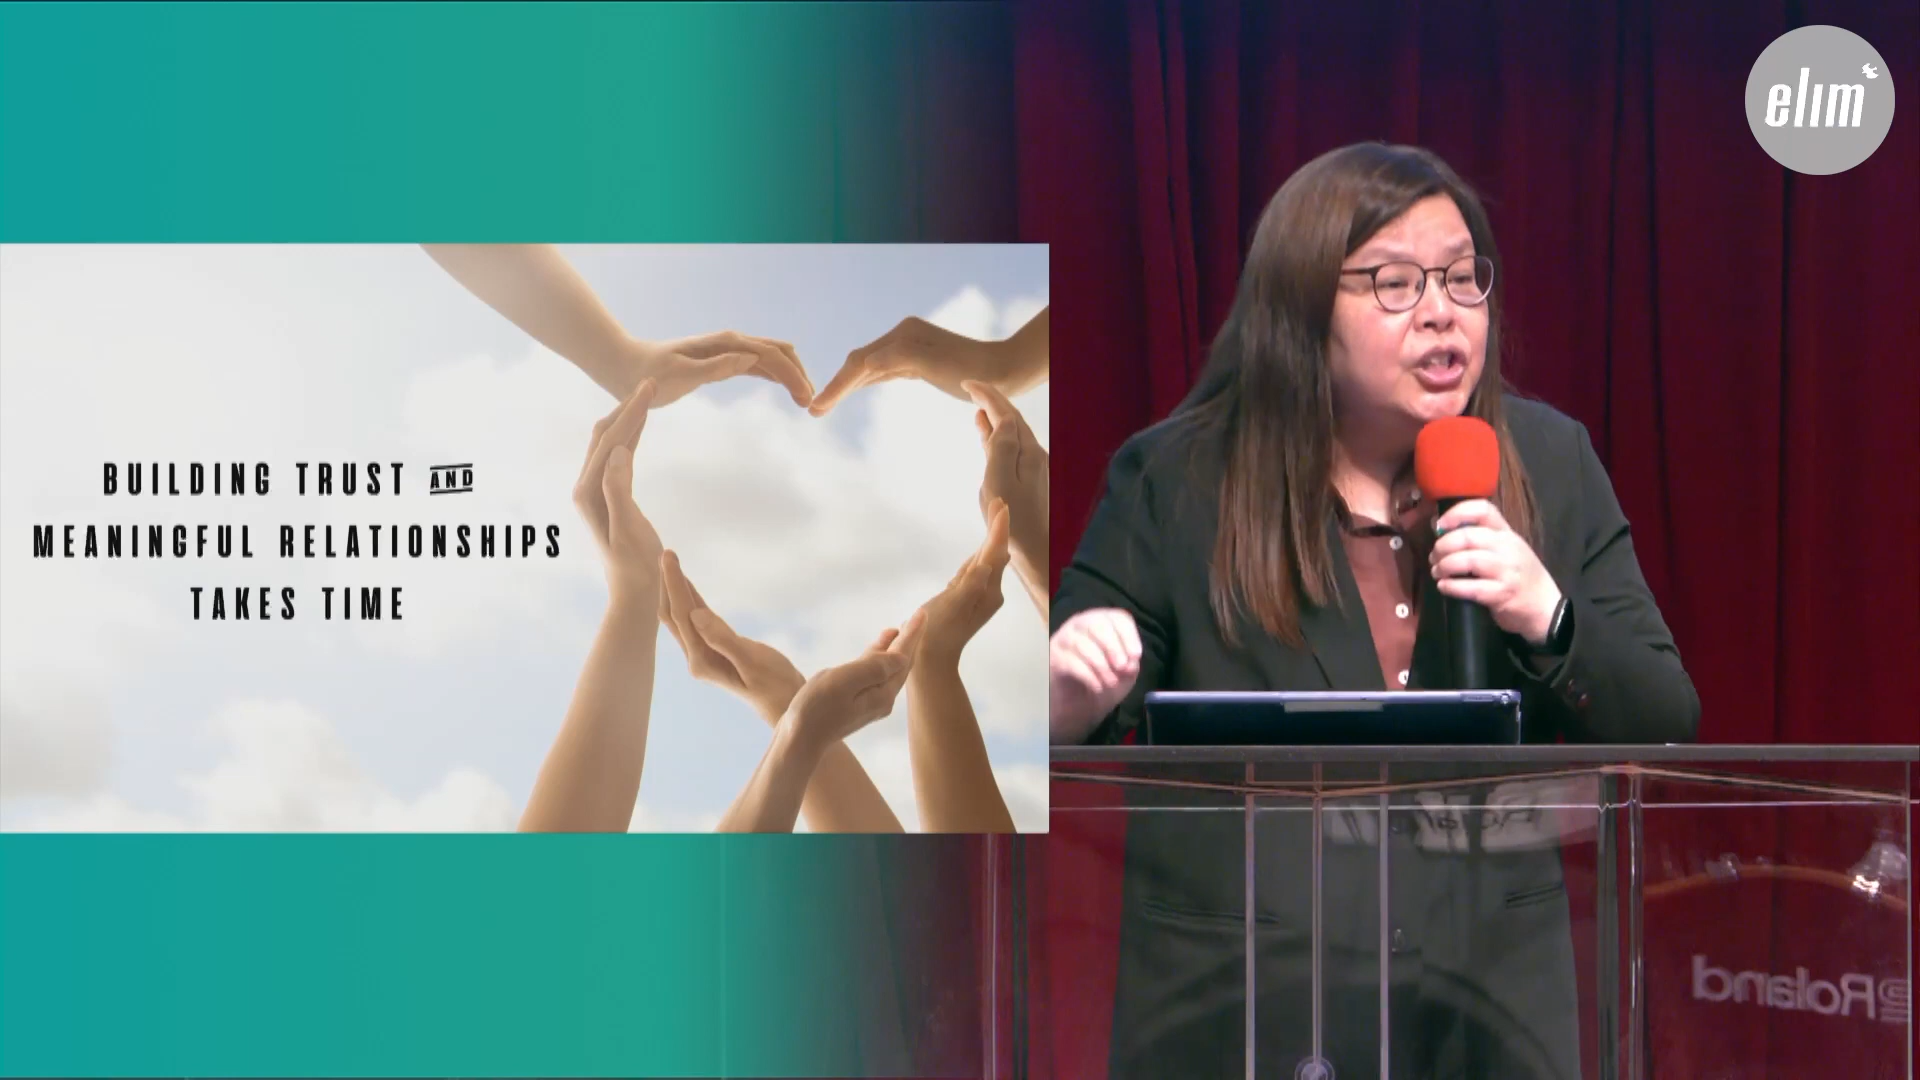 elim
BUILDING TRUST AND
MEANINGFUL RELATIONSHIPS
TAKES TIME
Roland